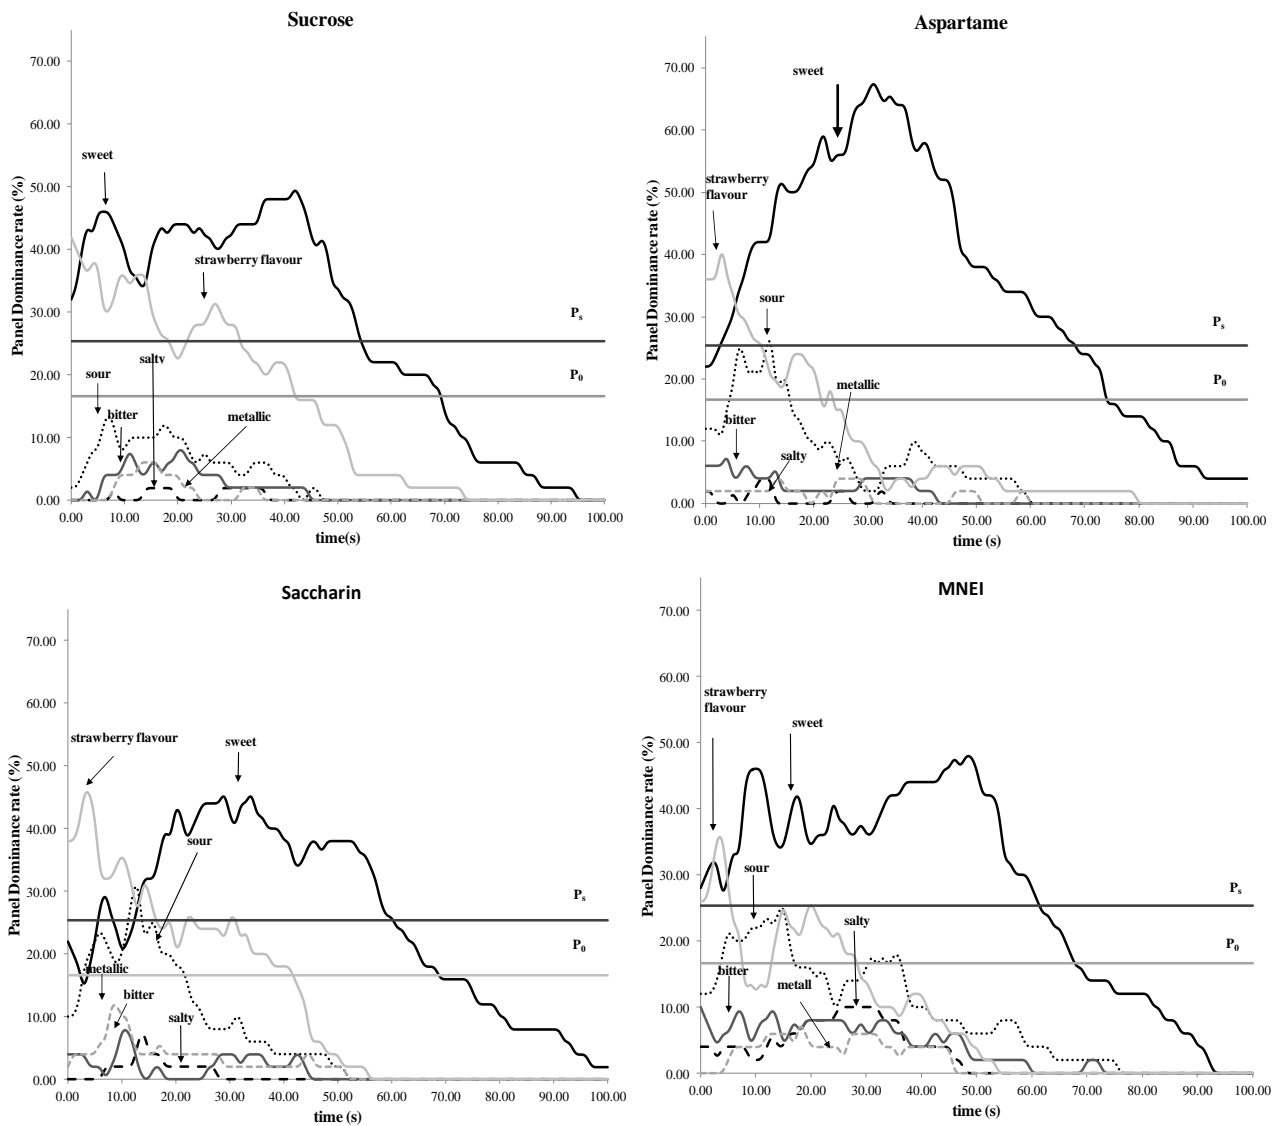 Sucrose
Panel Dominance rate (%)
70.00
60.00
50.00
40.00
30.00
20.00
10.00
0.00
sweet
strawberry flavour
Ps
salty
P0
sour
bitter
metallic
0.00 10.00 20.00 30.00 40.00 50.00 60.00 70.00 80.00 90.00 100.00
time(s)
Aspartame
Panel Dominance rate (%)
70.00
60.00
50.00
40.00
30.00
20.00
10.00
0.00
sweet
strawberry
flavour
sour
Ps
P0
metallic
bitter
salty
0.00 10.00 20.00 30.00 40.00 50.00 60.00 70.00 80.00 90.00 100.00
time (s)
Saccharin
Panel Dominance rate (%)
70.00
60.00
50.00
40.00
30.00
20.00
10.00
0.00
strawberry flavour
sweet
sour
Ps
P0
metallic
bitter
salty
0.00 10.00 20.00 30.00 40.00 50.00 60.00 70.00 80.00 90.00 100.00
time (s)
MNEI
Panel Dominance rate (%)
70.00
60.00
50.00
40.00
30.00
20.00
10.00
0.00
strawberry
flavour
sweet
sour
Ps
salty
P0
bitter
metall
0.00 10.00 20.00 30.00 40.00 50.00 60.00 70.00 80.00 90.00 100.00
time (s)